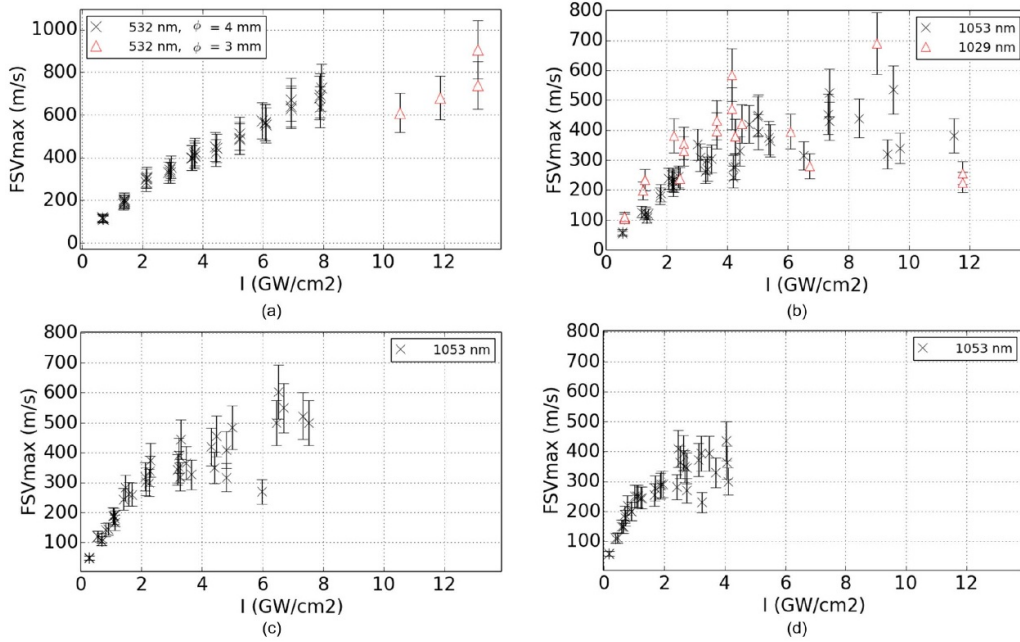 1000
800
600
400
200
0
FSVmax (m/s)
532 nm, ϕ = 4 mm
532 nm, ϕ = 3 mm
0 2 4 6 8 10 12 14
I (GW/cm2)
(a)
800
700
600
500
400
300
200
100
0
FSVmax (m/s)
1053 nm
1029 nm
0 2 4 6 8 10 12
I (GW/cm2)
(b)
800
700
600
500
400
300
200
100
FSVmax (m/s)
1053 nm
0 2 4 6 8 10 12 14
I (GW/cm2)
(c)
800
700
600
500
400
300
200
100
FSVmax (m/s)
1053 nm
0 2 4 6 8 10 12 14
I (GW/cm2)
(d)